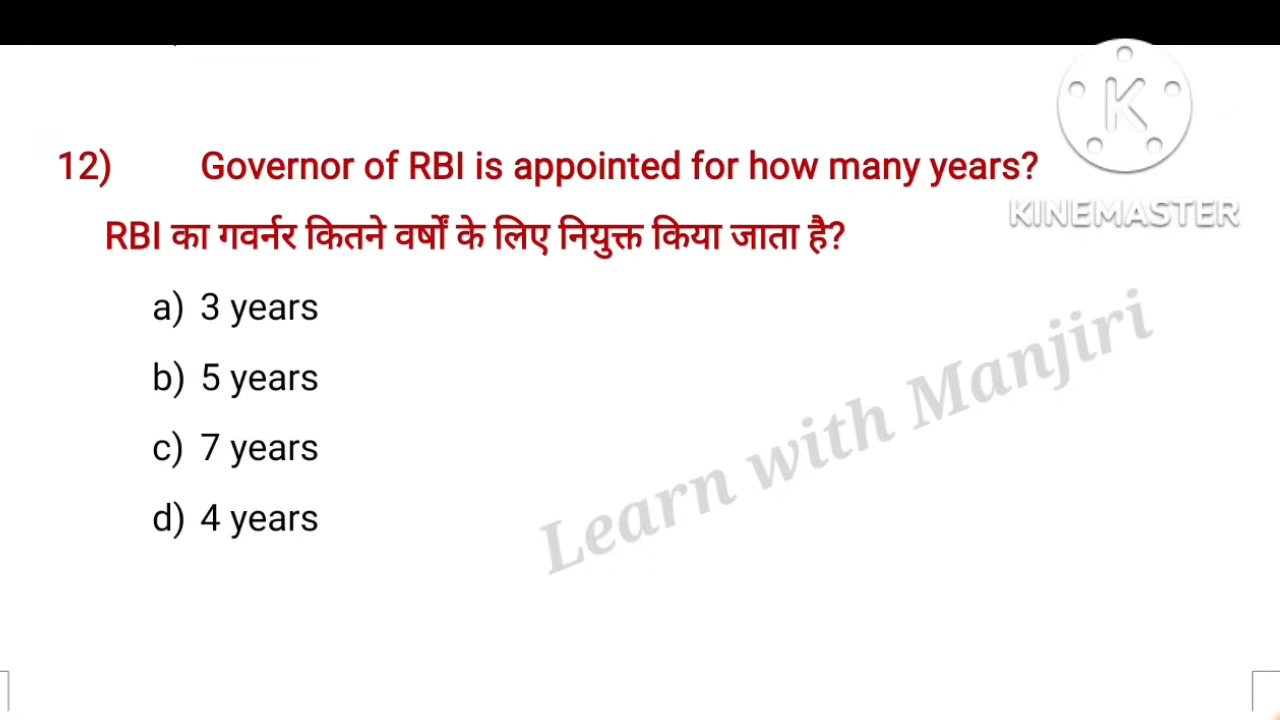 12) Governor of RBI is appointed for how many years?
RBI का गवर्नर कितने वर्षों के लिए नियुक्त किया जाता है?
a) 3 years
b) 5 years
c) 7 years
d) 4 years
K
KINEMASTER
Learn with Manjiri